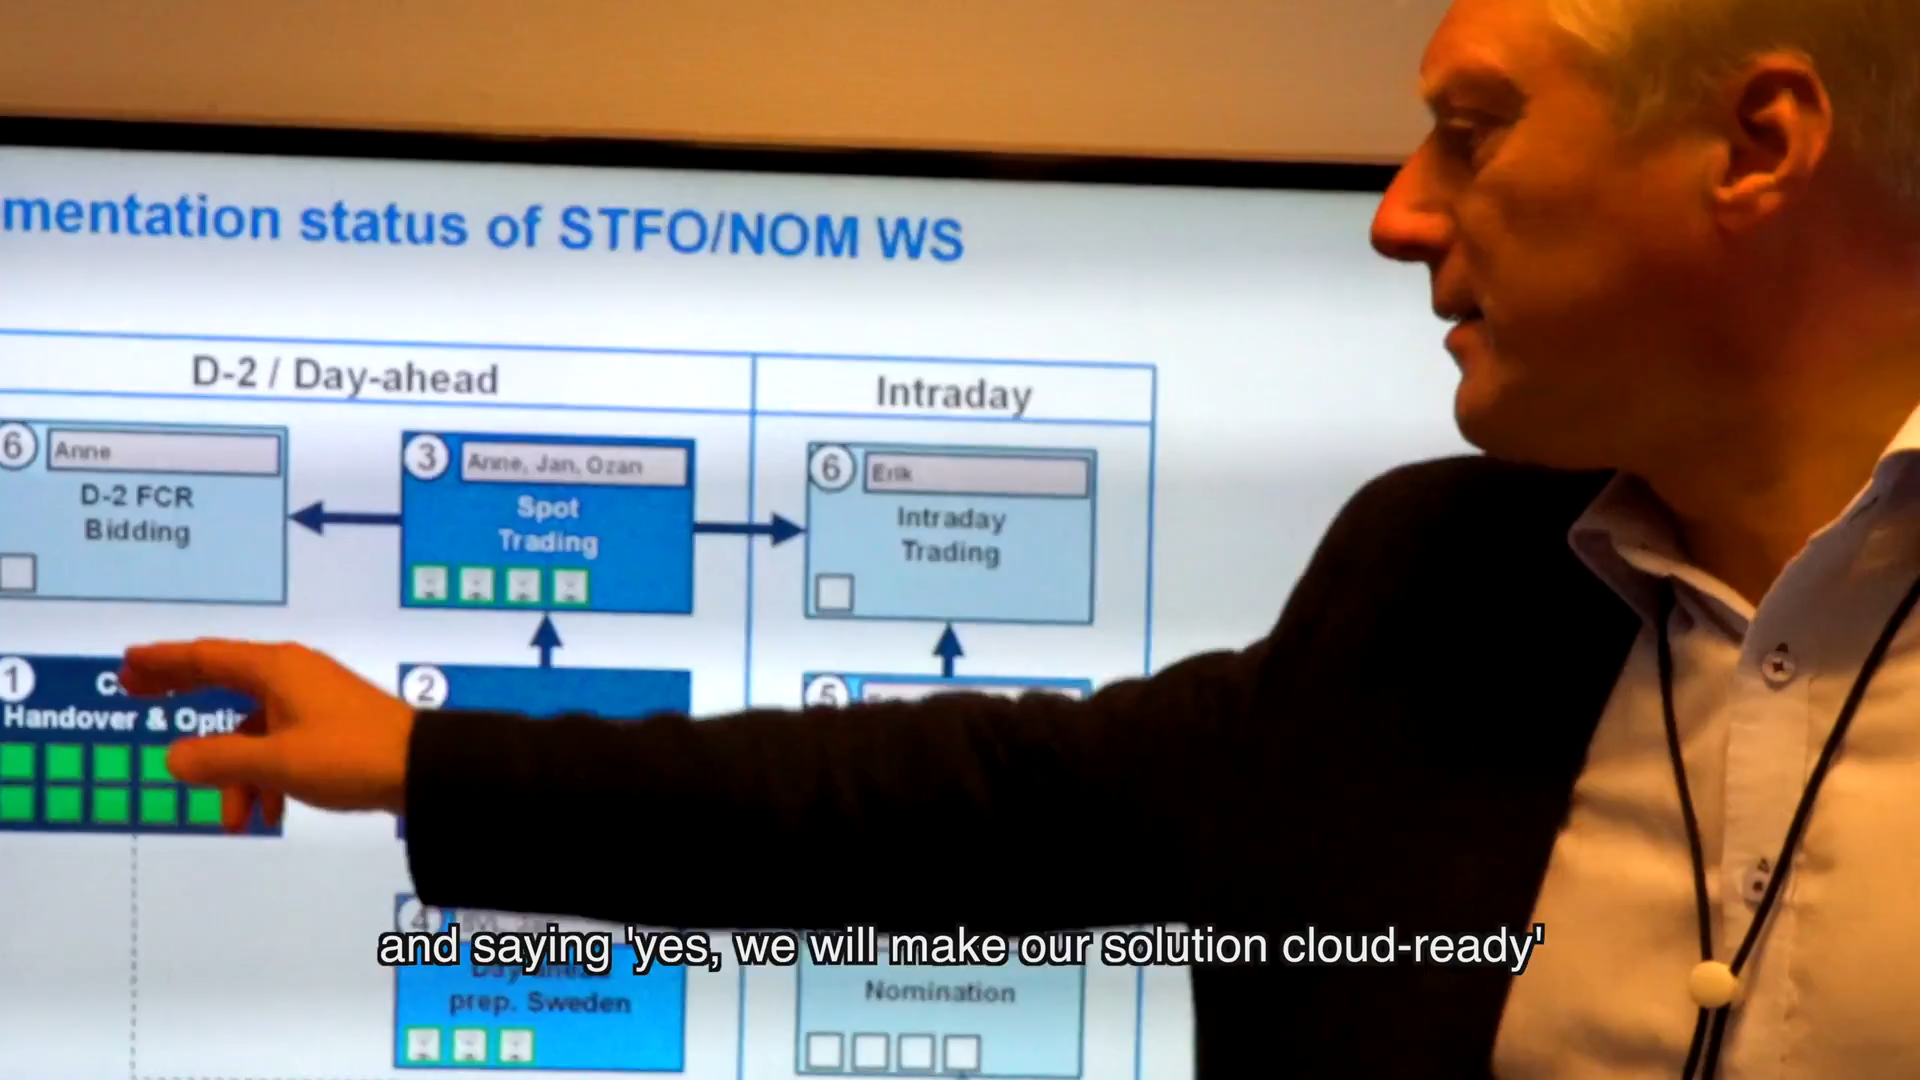 mentation status of STFO/NOM WS
D-2 / Day-ahead
Intraday
6
Anne
D-2 FCR
Bidding
3
Anne, Jan, Ozan
Spot
Trading
6
Erik
Intraday
Trading
1
Handover & Opti
2
5
4
prep. Sweden
Nomination
and saying 'yes, we will make our solution cloud-ready'